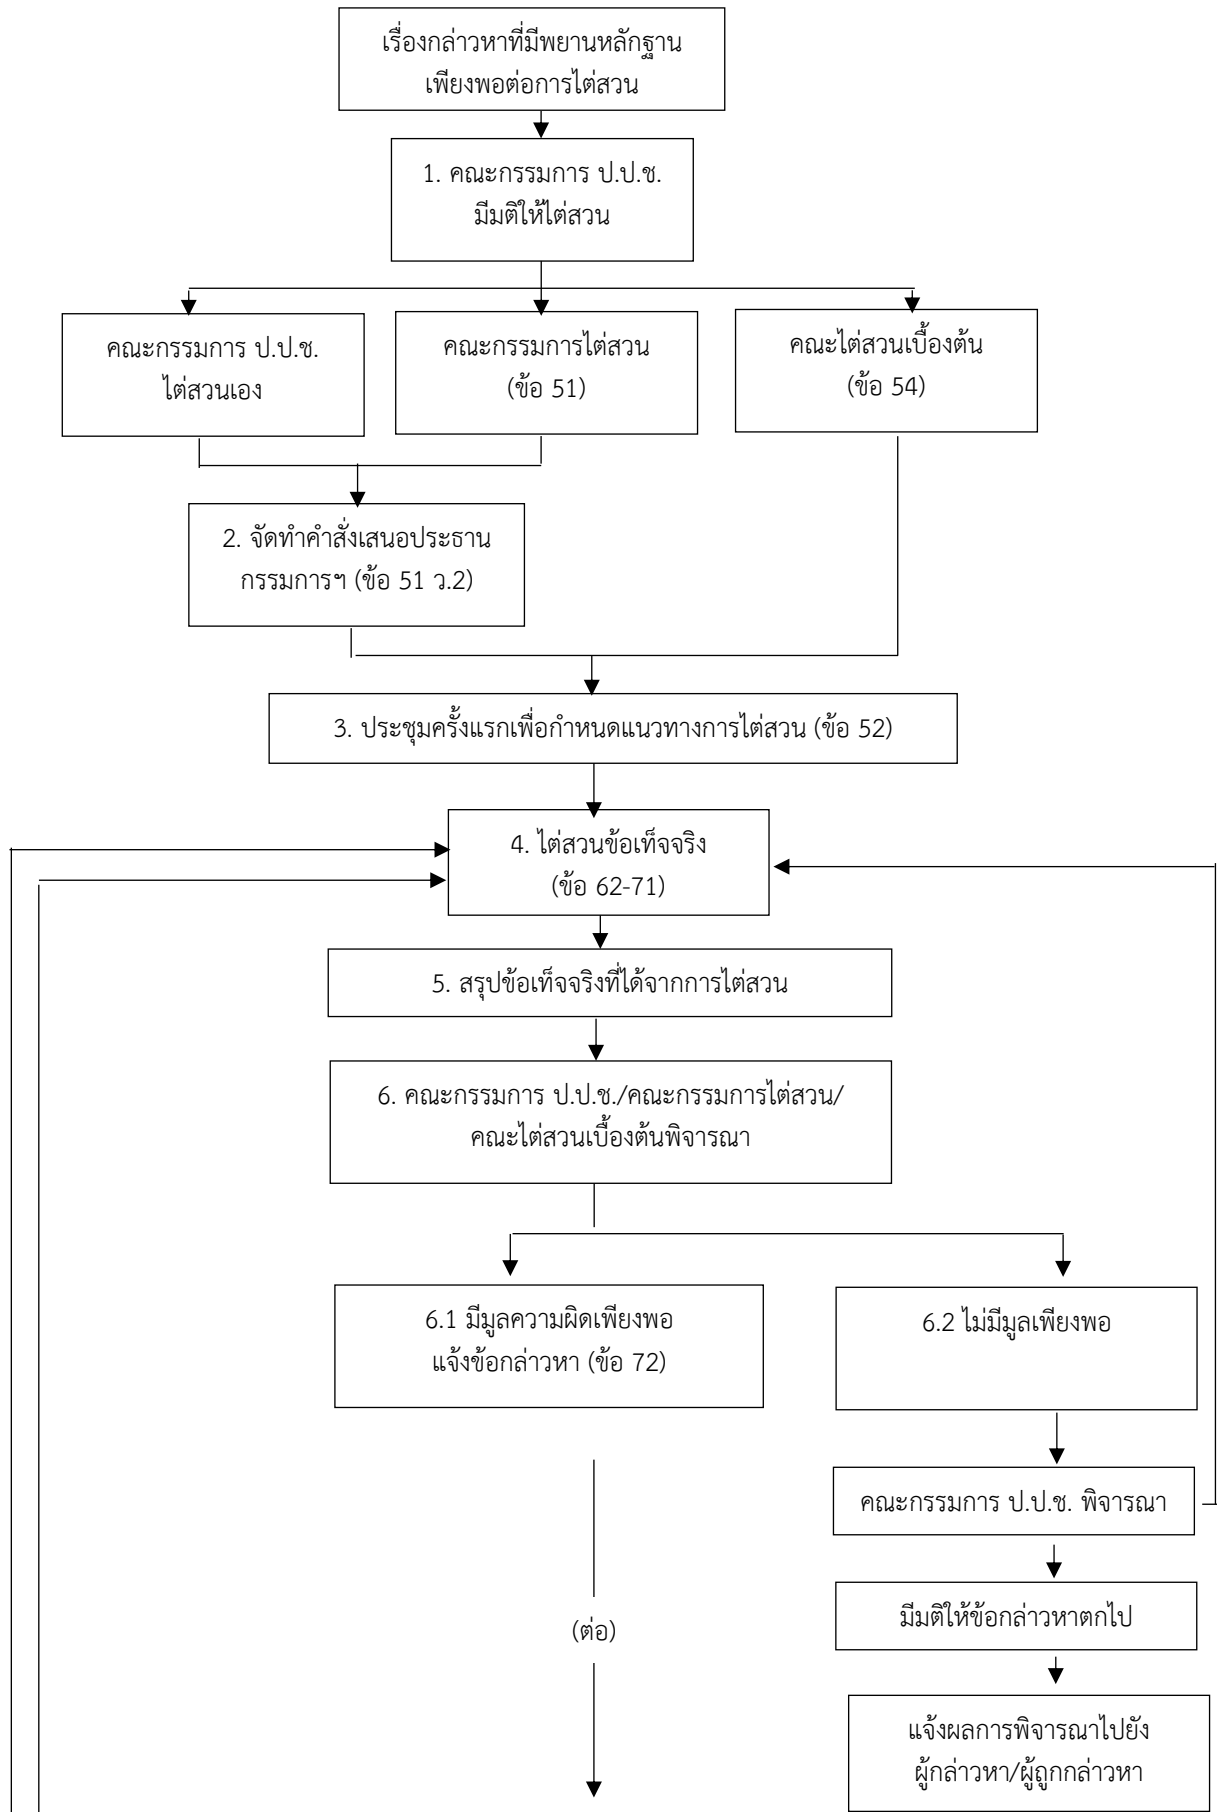 เรื่องกล่าวหาที่มีพยานหลักฐาน
เพียงพอต่อการไต่สวน
1. คณะกรรมการ ป.ป.ช.
มีมติให้ไต่สวน
คณะกรรมการ ป.ป.ช.
ไต่สวนเอง
คณะกรรมการไต่สวน
(ข้อ 51)
คณะไต่สวนเบื้องต้น
(ข้อ 54)
2. จัดทำคำสั่งเสนอประธาน
กรรมการฯ (ข้อ 51 ว.2)
3. ประชุมครั้งแรกเพื่อกำหนดแนวทางการไต่สวน (ข้อ 52)
4. ไต่สวนข้อเท็จจริง
(ข้อ 62-71)
5. สรุปข้อเท็จจริงที่ได้จากการไต่สวน
6. คณะกรรมการ ป.ป.ช./คณะกรรมการไต่สวน/
คณะไต่สวนเบื้องต้นพิจารณา
6.1 มีมูลความผิดเพียงพอ
แจ้งข้อกล่าวหา (ข้อ 72)
6.2 ไม่มีมูลเพียงพอ
คณะกรรมการ ป.ป.ช. พิจารณา
มีมติให้ข้อกล่าวหาตกไป
(ต่อ)
แจ้งผลการพิจารณาไปยัง
ผู้กล่าวหา/ผู้ถูกกล่าวหา